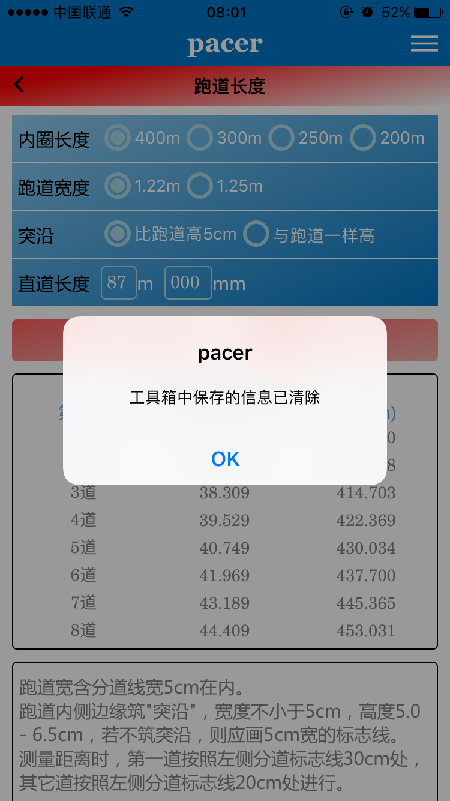 中国联通 08:01 52%
pacer
跑道长度
内圈长度 400m 300m 250m 200m
跑道宽度 1.22m 1.25m
突沿 比跑道高5cm 与跑道一样高
直道长度 87 m 000 mm
pacer
工具箱中保存的信息已清除
OK
3道 38.309 414.703
4道 39.529 422.369
5道 40.749 430.034
6道 41.969 437.700
7道 43.189 445.365
8道 44.409 453.031
跑道宽含分道线宽5cm在内。
跑道内侧边缘筑"突沿"，宽度不小于5cm，高度5.0
- 6.5cm，若不筑突沿，则应画5cm宽的标志线。
测量距离时，第一道按照左侧分道标志线30cm处，
其它道按照左侧分道标志线20cm处进行。